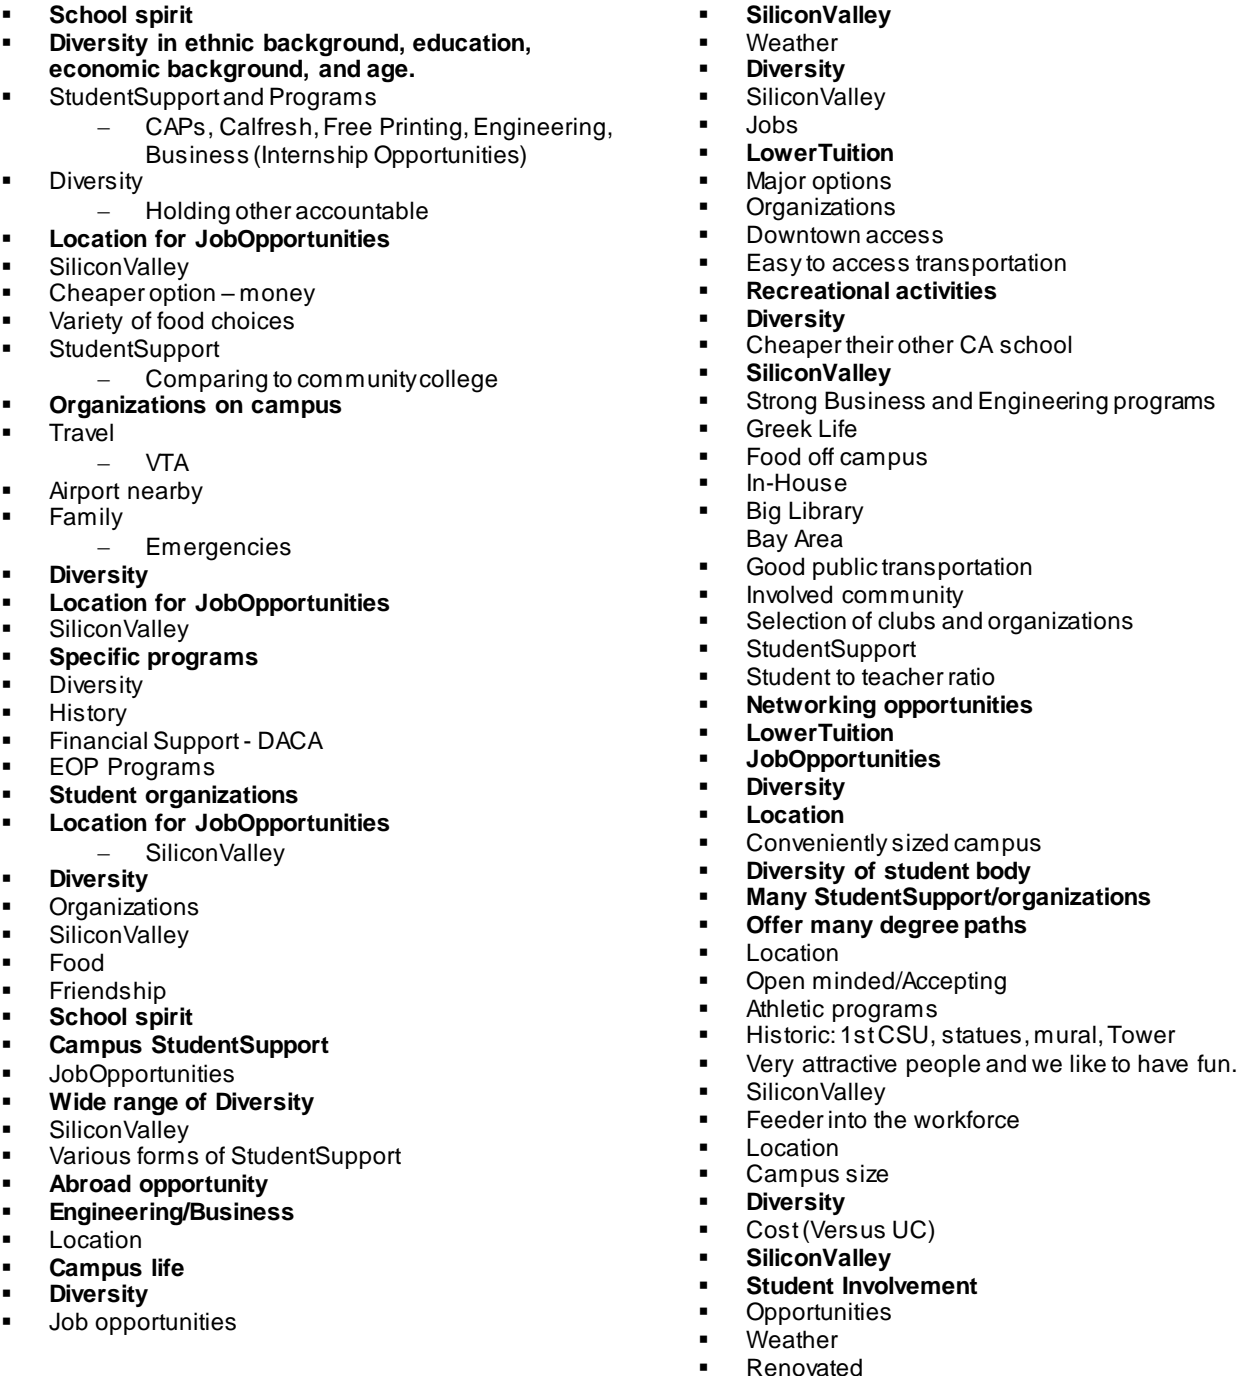 ▪ School spirit
▪ Diversity in ethnic background, education,
economic background, and age.
▪ StudentSupport and Programs
– CAPs, Calfresh, Free Printing, Engineering,
Business (Internship Opportunities)
▪ Diversity
– Holding other accountable
▪ Location for JobOpportunities
▪ SiliconValley
▪ Cheaper option – money
▪ Variety of food choices
▪ StudentSupport
– Comparing to community college
▪ Organizations on campus
▪ Travel
– VTA
▪ Airport nearby
▪ Family
– Emergencies
▪ Diversity
▪ Location for JobOpportunities
▪ SiliconValley
▪ Specific programs
▪ Diversity
▪ History
▪ Financial Support - DACA
▪ EOP Programs
▪ Student organizations
▪ Location for JobOpportunities
– SiliconValley
▪ Diversity
▪ Organizations
▪ SiliconValley
▪ Food
▪ Friendship
▪ School spirit
▪ Campus StudentSupport
▪ JobOpportunities
▪ Wide range of Diversity
▪ SiliconValley
▪ Various forms of StudentSupport
▪ Abroad opportunity
▪ Engineering/Business
▪ Location
▪ Campus life
▪ Diversity
▪ Job opportunities
▪ SiliconValley
▪ Weather
▪ Diversity
▪ SiliconValley
▪ Jobs
▪ LowerTuition
▪ Major options
▪ Organizations
▪ Downtown access
▪ Easy to access transportation
▪ Recreational activities
▪ Diversity
▪ Cheaper their other CA school
▪ SiliconValley
▪ Strong Business and Engineering programs
▪ Greek Life
▪ Food off campus
▪ In-House
▪ Big Library
Bay Area
▪ Good public transportation
▪ Involved community
▪ Selection of clubs and organizations
▪ StudentSupport
▪ Student to teacher ratio
▪ Networking opportunities
▪ LowerTuition
▪ JobOpportunities
▪ Diversity
▪ Location
▪ Conveniently sized campus
▪ Diversity of student body
▪ Many StudentSupport/organizations
▪ Offer many degree paths
▪ Location
▪ Open minded/Accepting
▪ Athletic programs
▪ Historic: 1st CSU, statues, mural, Tower
▪ Very attractive people and we like to have fun.
▪ SiliconValley
▪ Feeder into the workforce
▪ Location
▪ Campus size
▪ Diversity
▪ Cost (Versus UC)
▪ SiliconValley
▪ Student Involvement
▪ Opportunities
▪ Weather
▪ Renovated